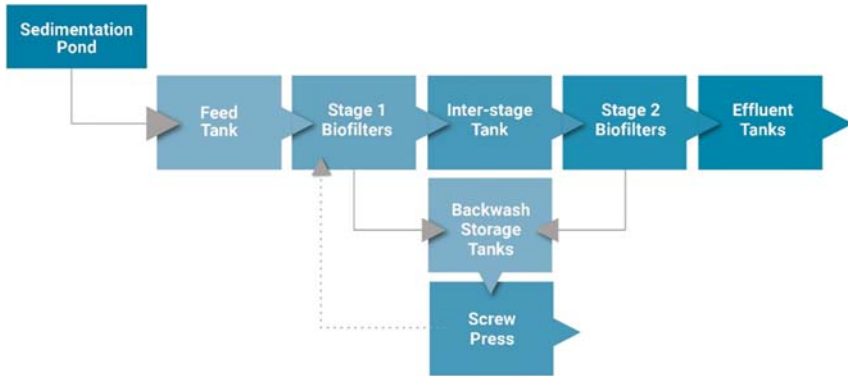 Sedimentation
Pond
Feed
Tank
Stage 1
Biofilters
Inter-stage
Tank
Stage 2
Biofilters
Effluent
Tanks
Backwash
Storage
Tanks
Screw
Press